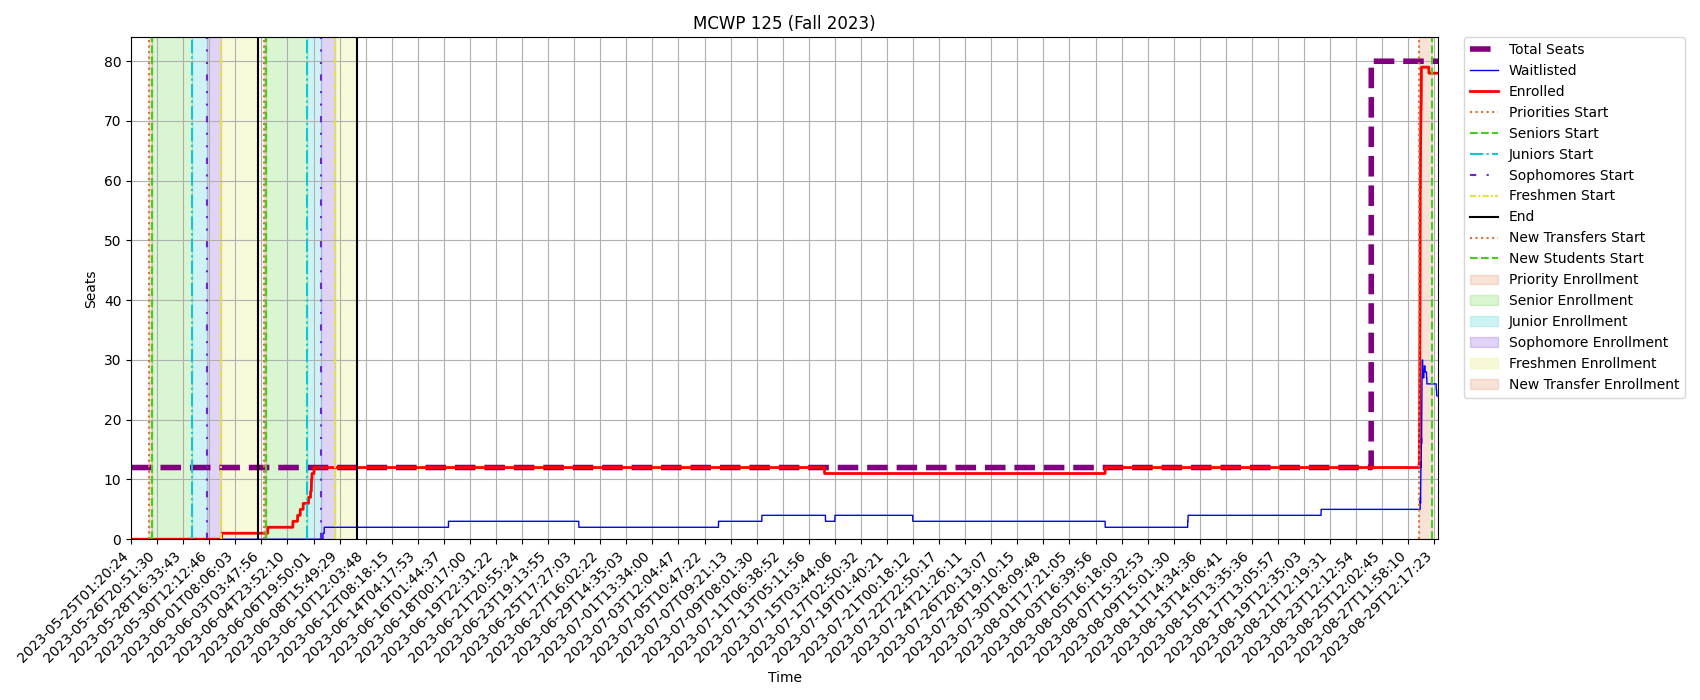 MCWP 125 (Fall 2023)
Seats
80
70
60
50
40
30
20
10
0
2023-05-25T01:20:24
2023-05-26T20:51:30
2023-05-28T16:33:43
2023-05-30T12:12:46
2023-06-01T08:06:03
2023-06-03T03:47:56
2023-06-04T23:52:10
2023-06-06T19:50:01
2023-06-08T15:49:29
2023-06-10T12:03:48
2023-06-12T08:18:15
2023-06-14T04:17:53
2023-06-16T01:44:37
2023-06-18T00:17:00
2023-06-19T22:31:22
2023-06-21T20:55:24
2023-06-23T19:13:55
2023-06-25T17:27:03
2023-06-27T16:02:22
2023-06-29T14:35:03
2023-07-01T13:34:00
2023-07-03T12:04:47
2023-07-05T10:47:22
2023-07-07T09:21:13
2023-07-09T08:01:30
2023-07-11T06:38:52
2023-07-13T05:11:56
2023-07-15T03:44:06
2023-07-17T02:50:32
2023-07-19T01:40:21
2023-07-21T00:18:12
2023-07-22T22:50:17
2023-07-24T21:26:11
2023-07-26T20:13:07
2023-07-28T19:10:15
2023-07-30T18:09:48
2023-08-01T17:21:05
2023-08-03T16:39:56
2023-08-05T16:18:00
2023-08-07T15:32:53
2023-08-09T15:01:30
2023-08-11T14:34:36
2023-08-13T14:06:41
2023-08-15T13:35:36
2023-08-17T13:05:57
2023-08-19T12:35:03
2023-08-21T12:19:31
2023-08-23T12:12:54
2023-08-25T12:02:45
2023-08-27T11:58:10
2023-08-29T12:17:23
Time
Total Seats
Waitlisted
Enrolled
Priorities Start
Seniors Start
Juniors Start
Sophomores Start
Freshmen Start
End
New Transfers Start
New Students Start
Priority Enrollment
Senior Enrollment
Junior Enrollment
Sophomore Enrollment
Freshmen Enrollment
New Transfer Enrollment